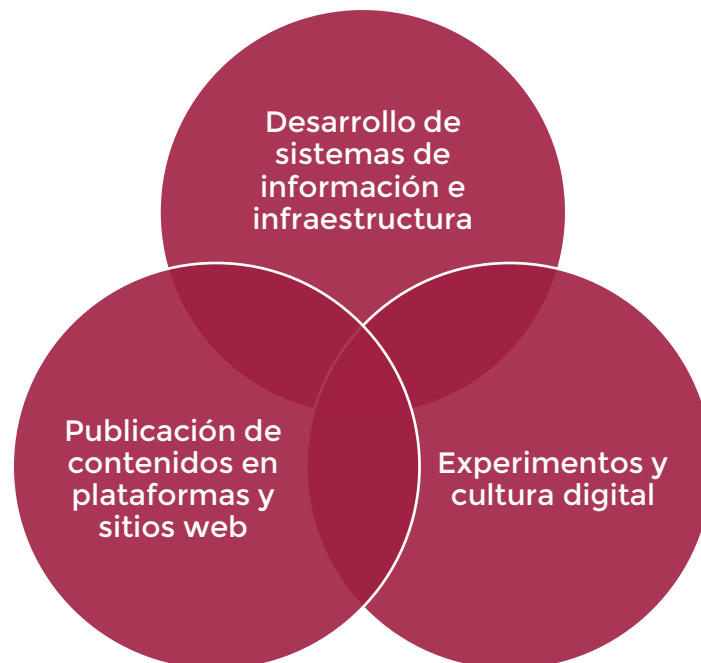 Desarrollo de
sistemas de
información e
infraestructura
Publicación de
contenidos en
plataformas y
sitios web
Experimentos y
cultura digital